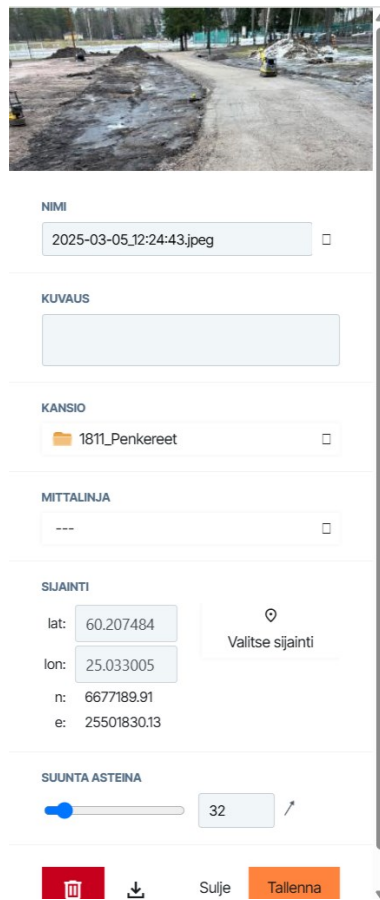 NIMI
2025-03-05_12:24:43.jpeg
KUVAUS
KANSIO
1811_Penkereet
MITTALINJA
---
SIJAINTI
lat: 60.207484
Valitse sijainti
lon: 25.033005
n: 6677189.91
e: 25501830.13
SUUNTA ASTEINA
32
Sulje Tallenna